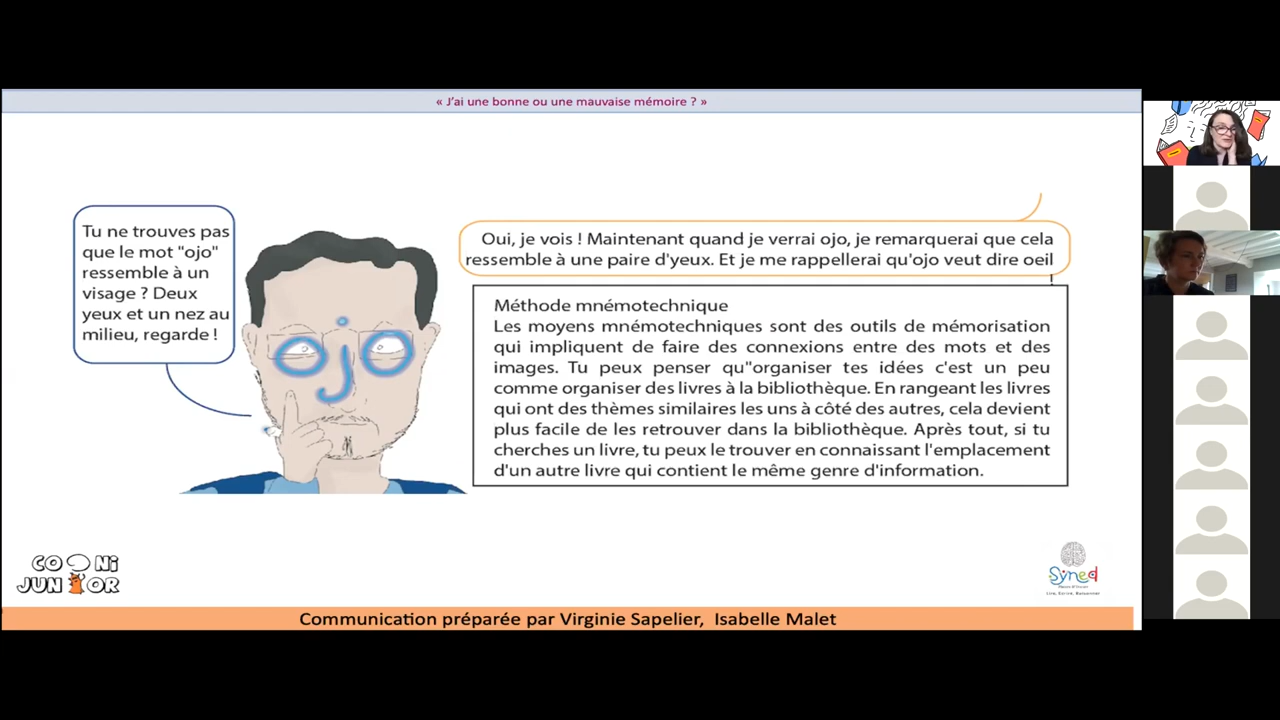 « J'ai une bonne ou une mauvaise mémoire ? »
Tu ne trouves pas
que le mot "ojo"
ressemble à un
visage ? Deux
yeux et un nez au
milieu, regarde !
ojo
Oui, je vois ! Maintenant quand je verrai ojo, je remarquerai que cela
ressemble à une paire d'yeux. Et je me rappellerai qu'ojo veut dire oeil
Méthode mnémotechnique
Les moyens mnémotechniques sont des outils de mémorisation
qui impliquent de faire des connexions entre des mots et des
images. Tu peux penser qu"organiser tes idées c'est un peu
comme organiser des livres à la bibliothèque. En rangeant les livres
qui ont des thèmes similaires les uns à côté des autres, cela devient
plus facile de les retrouver dans la bibliothèque. Après tout, si tu
cherches un livre, tu peux le trouver en connaissant l'emplacement
d'un autre livre qui contient le même genre d'information.
COGNi
JUNiOR
Syned
Communication préparée par Virginie Sapelier, Isabelle Malet